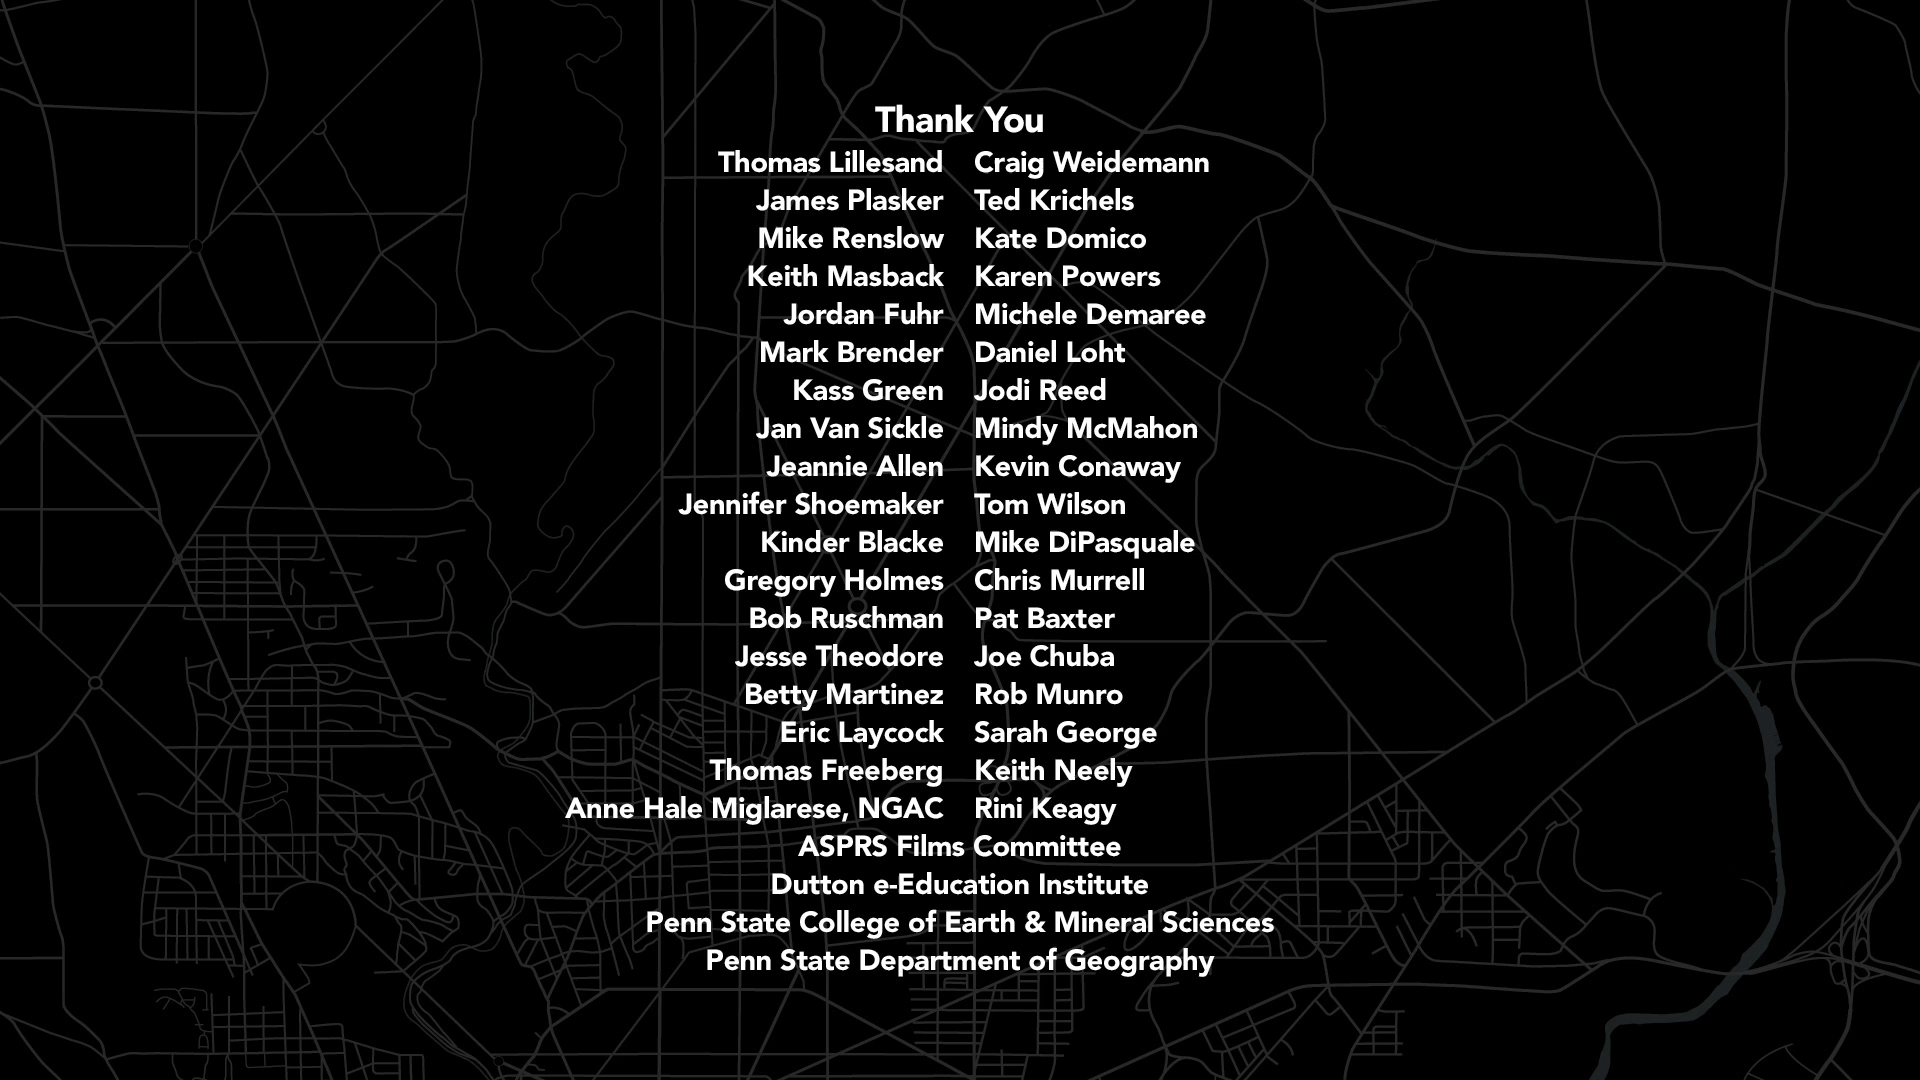 Thank You
Thomas Lillesand Craig Weidemann
James Plasker Ted Krichels
Mike Renslow Kate Domico
Keith Masback Karen Powers
Jordan Fuhr Michele Demaree
Mark Brender Daniel Loht
Kass Green Jodi Reed
Jan Van Sickle Mindy McMahon
Jeannie Allen Kevin Conaway
Jennifer Shoemaker Tom Wilson
Kinder Blacke Mike DiPasquale
Gregory Holmes Chris Murrell
Bob Ruschman Pat Baxter
Jesse Theodore Joe Chuba
Betty Martinez Rob Munro
Eric Laycock Sarah George
Thomas Freeberg Keith Neely
Anne Hale Miglarese, NGAC Rini Keagy
ASPRS Films Committee
Dutton e-Education Institute
Penn State College of Earth & Mineral Sciences
Penn State Department of Geography